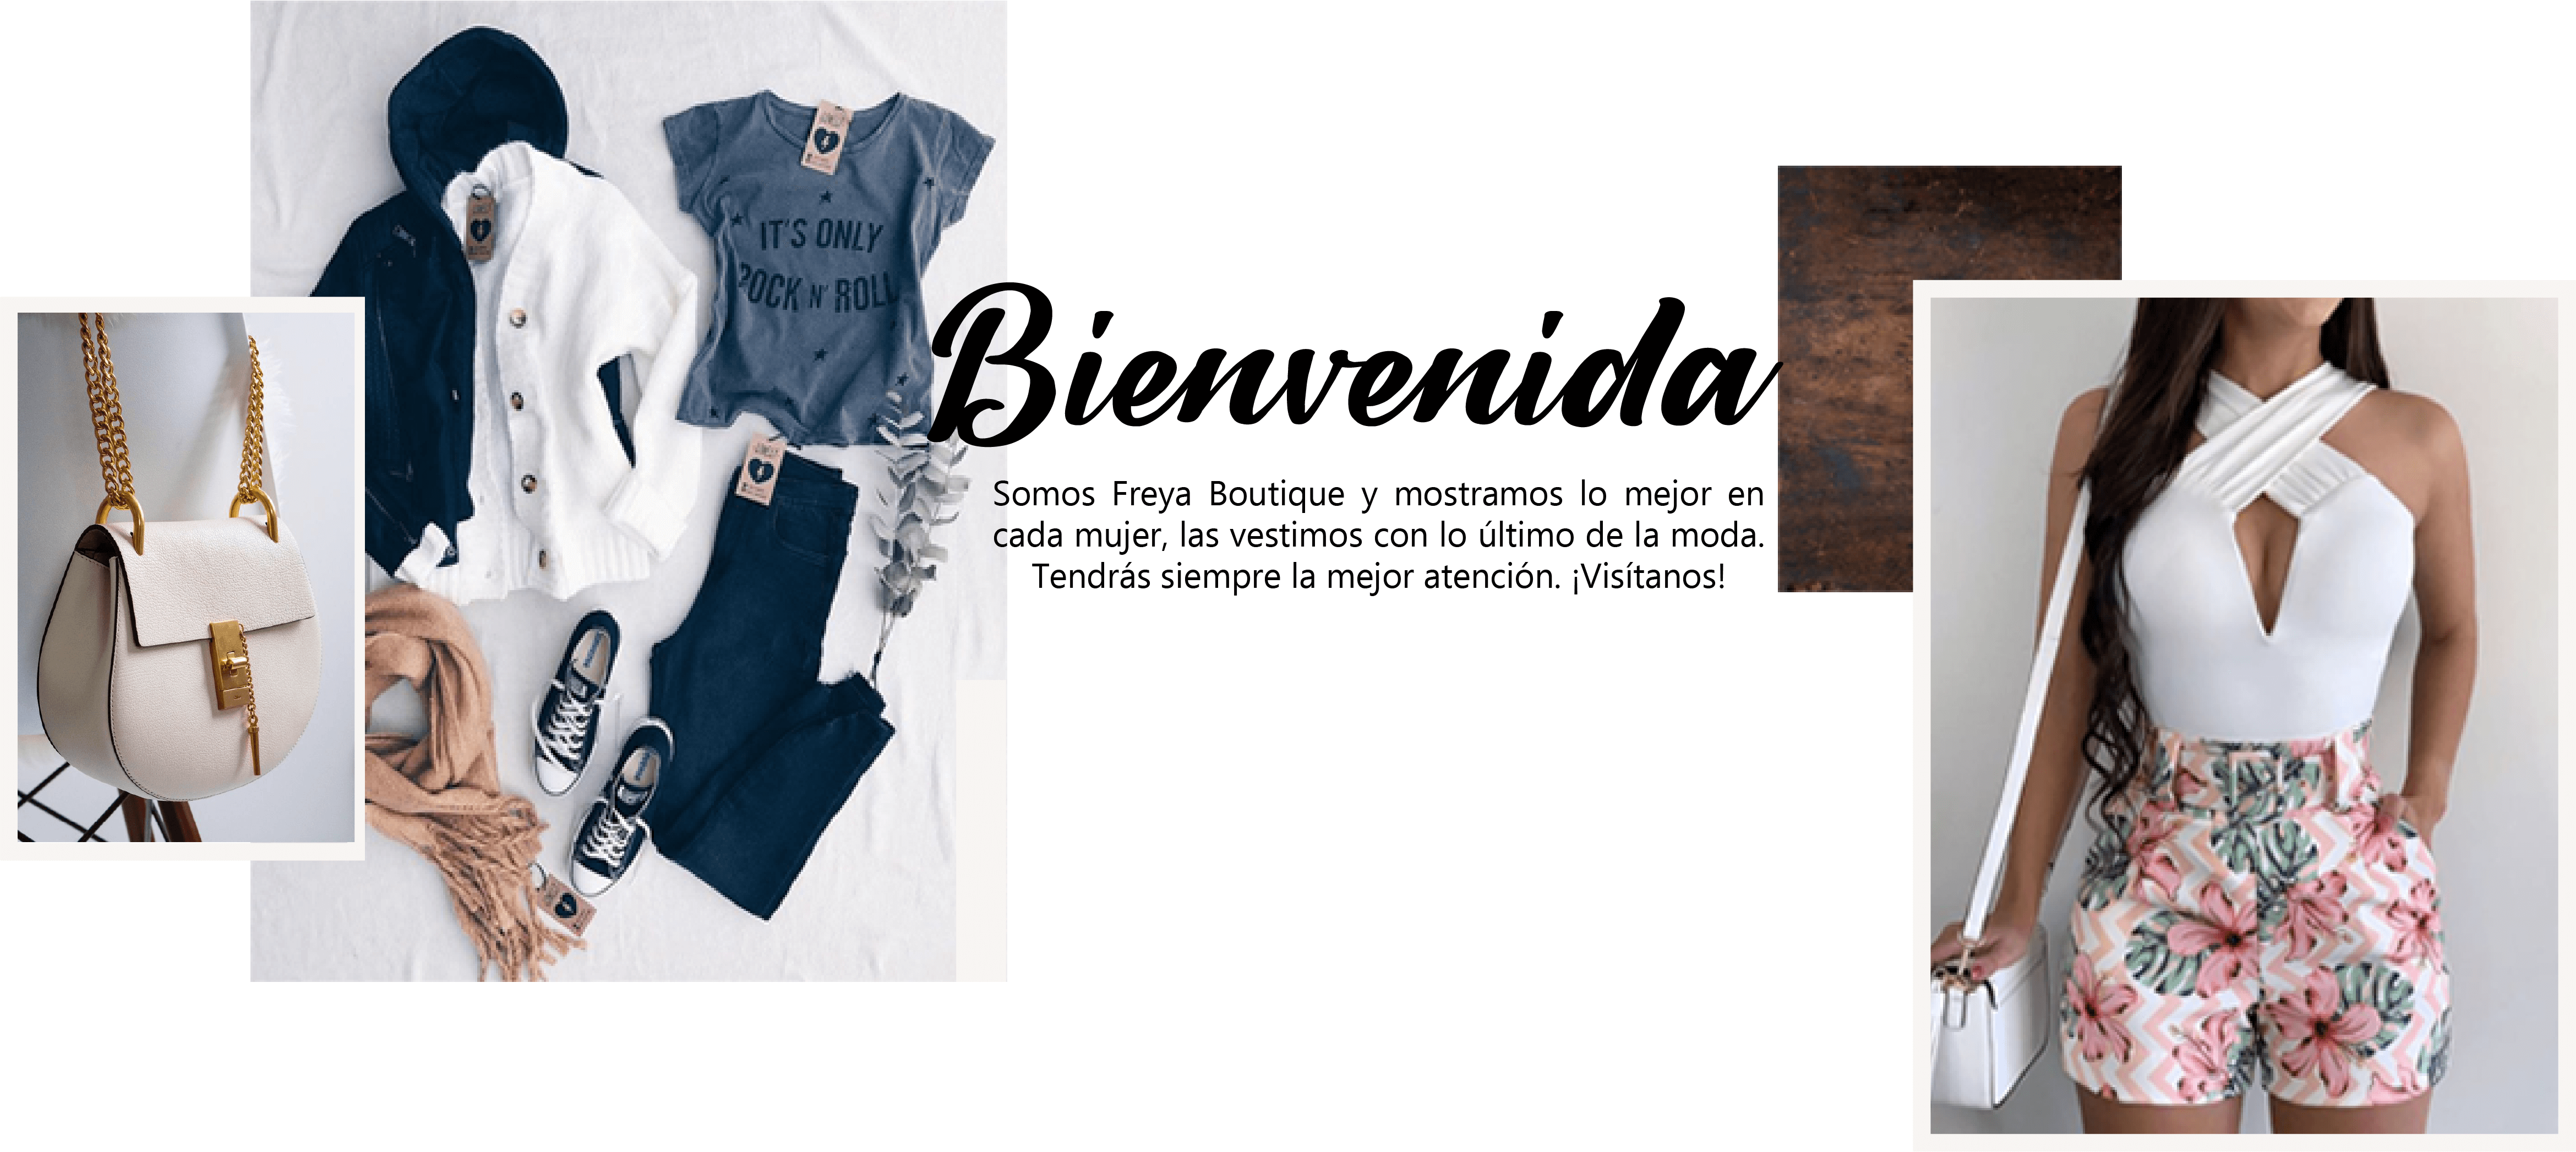 IT'S ONLY
ROCK N' ROLL
Bienvenida
Somos Freya Boutique y mostramos lo mejor en
cada mujer, las vestimos con lo último de la moda.
Tendrás siempre la mejor atención. ¡Visítanos!